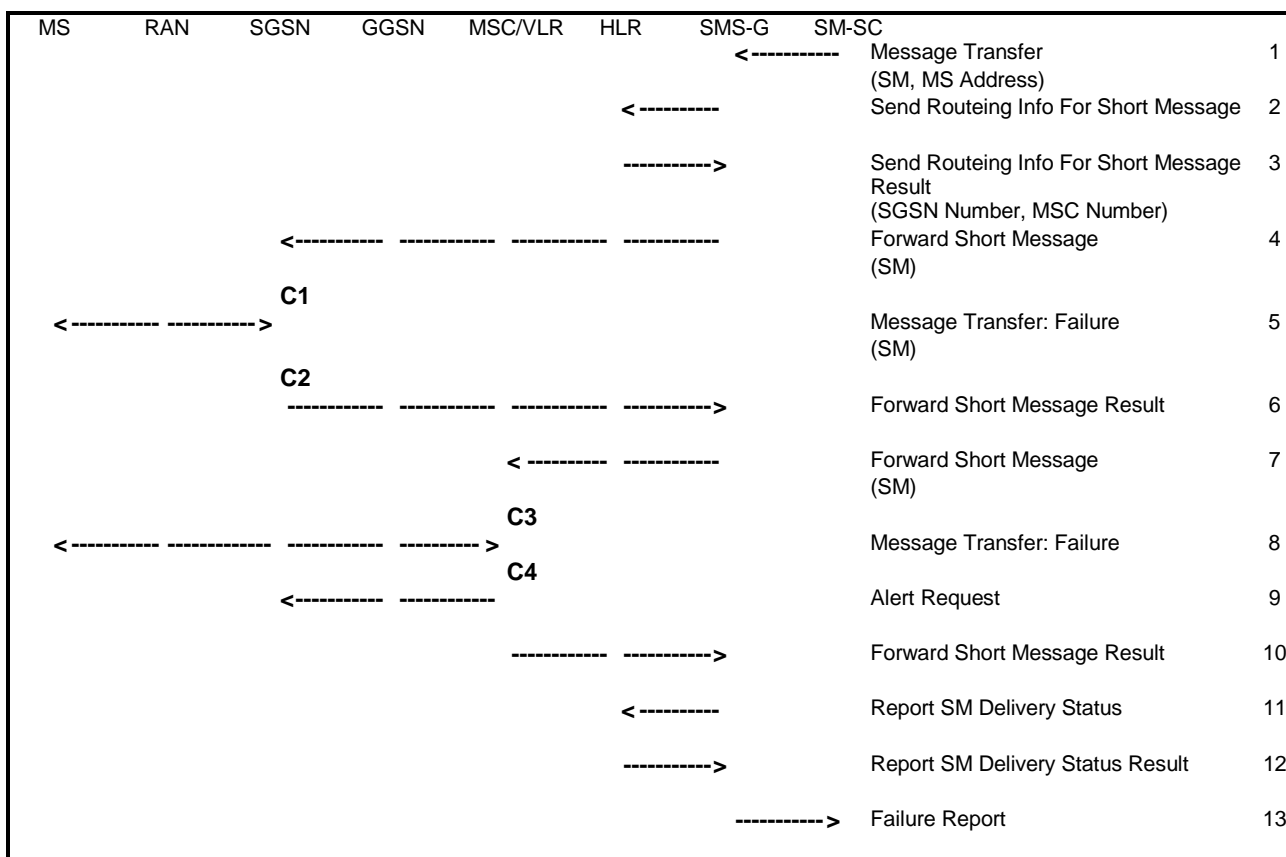 MS RAN SGSN GGSN MSC/VLR HLR SMS-G SM-SC
Message Transfer 1
(SM, MS Address)
Send Routeing Info For Short Message 2
Send Routeing Info For Short Message 3
Result
(SGSN Number, MSC Number)
Forward Short Message 4
(SM)
C1
Message Transfer: Failure 5
(SM)
C2
Forward Short Message Result 6
Forward Short Message 7
(SM)
C3
Message Transfer: Failure 8
C4
Alert Request 9
Forward Short Message Result 10
Report SM Delivery Status 11
Report SM Delivery Status Result 12
Failure Report 13